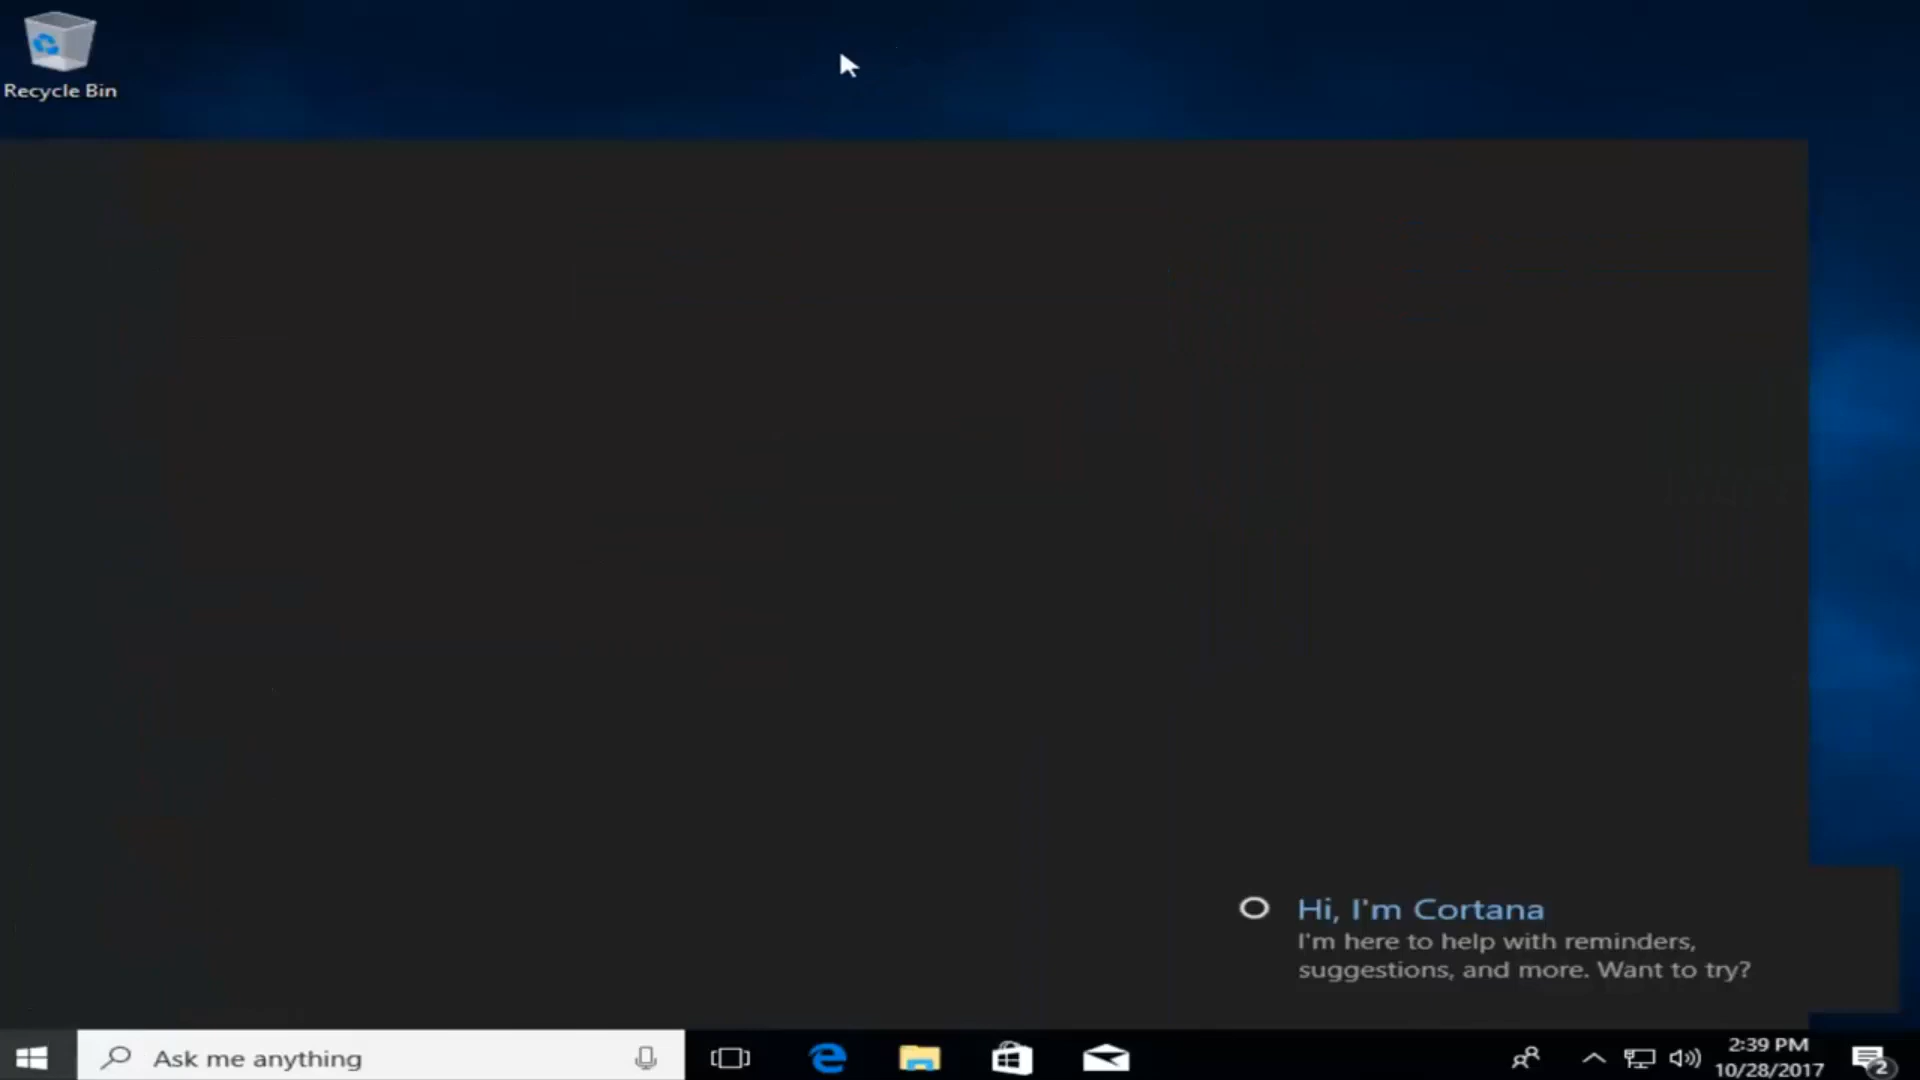 Recycle Bin
Hi, I'm Cortana
I'm here to help with reminders,
suggestions, and more. Want to try?
Ask me anything
2:39 PM
10/28/2017
2